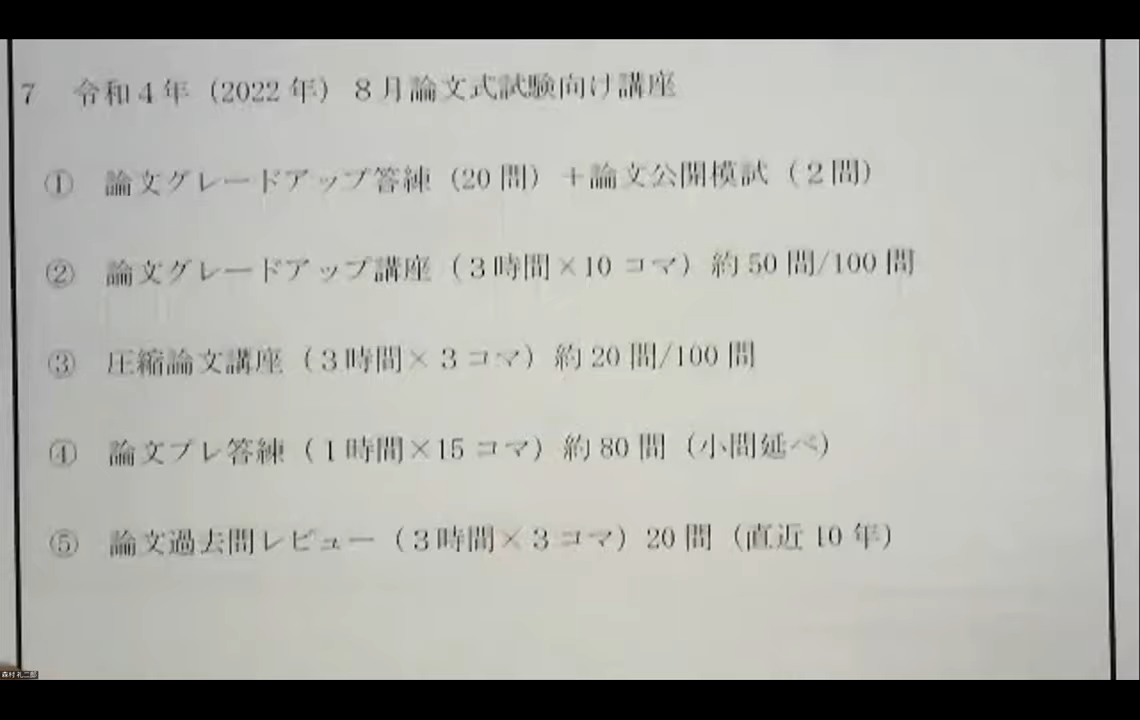 7 令和4年（2022年）8月論文式試験向け講座
① 論文グレードアップ答練（20問）＋論文公開模試（2問）
② 論文グレードアップ講座（3時間×10コマ）約50問/100問
③ 圧縮論文講座（3時間×3コマ）約20問/100問
④ 論文プレ答練（1時間×15コマ）約80問（小問延べ）
⑤ 論文過去問レビュー（3時間×3コマ）20問（直近10年）
森村 礼二郎